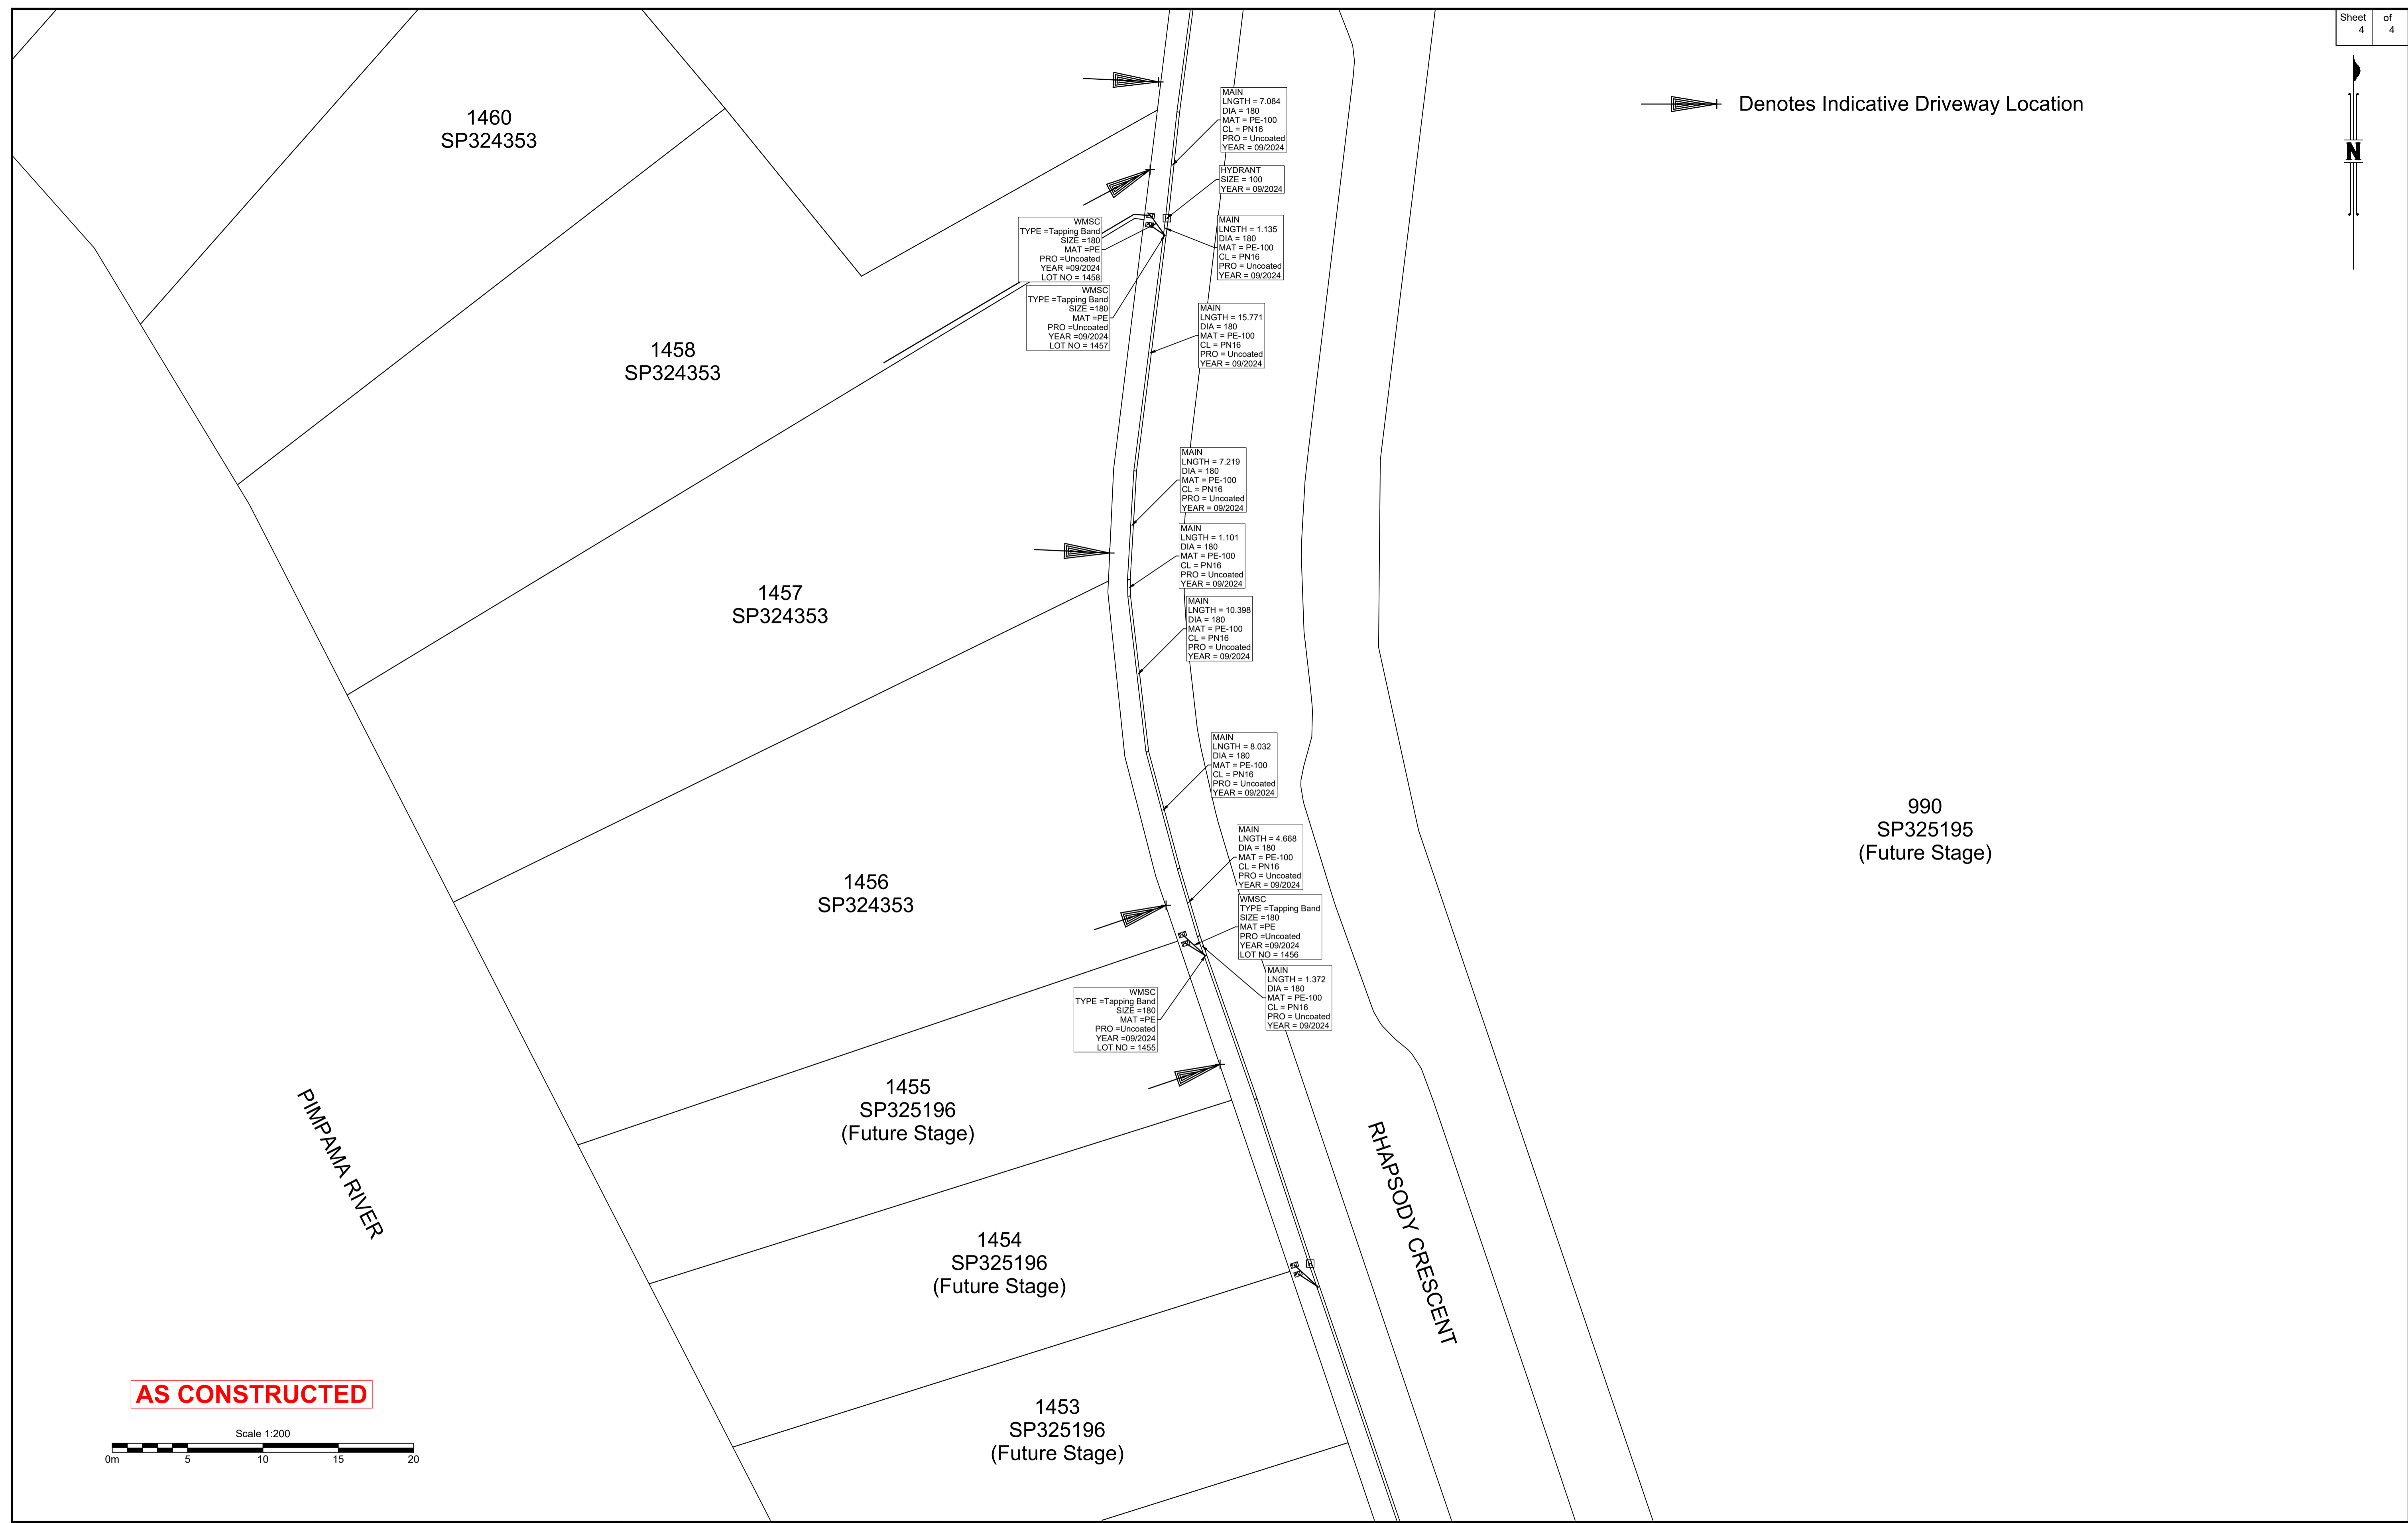 Sheet of
4 4
Denotes Indicative Driveway Location
N
1460
SP324353
MAIN
LNGTH = 7.084
DIA = 180
MAT = PE-100
CL = PN16
PRO = Uncoated
YEAR = 09/2024
HYDRANT
SIZE = 100
YEAR = 09/2024
WMSC
TYPE =Tapping Band
SIZE =180
MAT =PE
PRO =Uncoated
YEAR =09/2024
LOT NO = 1458
MAIN
LNGTH = 1.135
DIA = 180
MAT = PE-100
CL = PN16
PRO = Uncoated
YEAR = 09/2024
WMSC
TYPE =Tapping Band
SIZE =180
MAT =PE
PRO =Uncoated
YEAR =09/2024
LOT NO = 1457
MAIN
LNGTH = 15.771
DIA = 180
MAT = PE-100
CL = PN16
PRO = Uncoated
YEAR = 09/2024
1458
SP324353
MAIN
LNGTH = 7.219
DIA = 180
MAT = PE-100
CL = PN16
PRO = Uncoated
YEAR = 09/2024
MAIN
LNGTH = 1.101
DIA = 180
MAT = PE-100
CL = PN16
PRO = Uncoated
YEAR = 09/2024
1457
SP324353
MAIN
LNGTH = 10.398
DIA = 180
MAT = PE-100
CL = PN16
PRO = Uncoated
YEAR = 09/2024
MAIN
LNGTH = 8.032
DIA = 180
MAT = PE-100
CL = PN16
PRO = Uncoated
YEAR = 09/2024
990
SP325195
(Future Stage)
MAIN
LNGTH = 4.668
DIA = 180
MAT = PE-100
CL = PN16
PRO = Uncoated
YEAR = 09/2024
1456
SP324353
WMSC
TYPE =Tapping Band
SIZE =180
MAT =PE
PRO =Uncoated
YEAR =09/2024
LOT NO = 1456
MAIN
LNGTH = 1.372
DIA = 180
MAT = PE-100
CL = PN16
PRO = Uncoated
YEAR = 09/2024
WMSC
TYPE =Tapping Band
SIZE =180
MAT =PE
PRO =Uncoated
YEAR =09/2024
LOT NO = 1455
1455
SP325196
(Future Stage)
PIMPAMA RIVER
RHAPSODY CRESCENT
1454
SP325196
(Future Stage)
1453
SP325196
(Future Stage)
AS CONSTRUCTED
Scale 1:200
0m 5 10 15 20